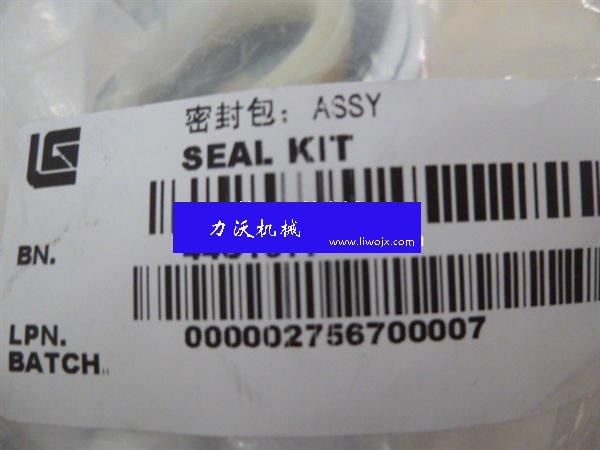 密封包: ASSY
SEAL KIT
力沃机械
www.liwojx.com
BN.
000002756700007
LPN.
BATCH